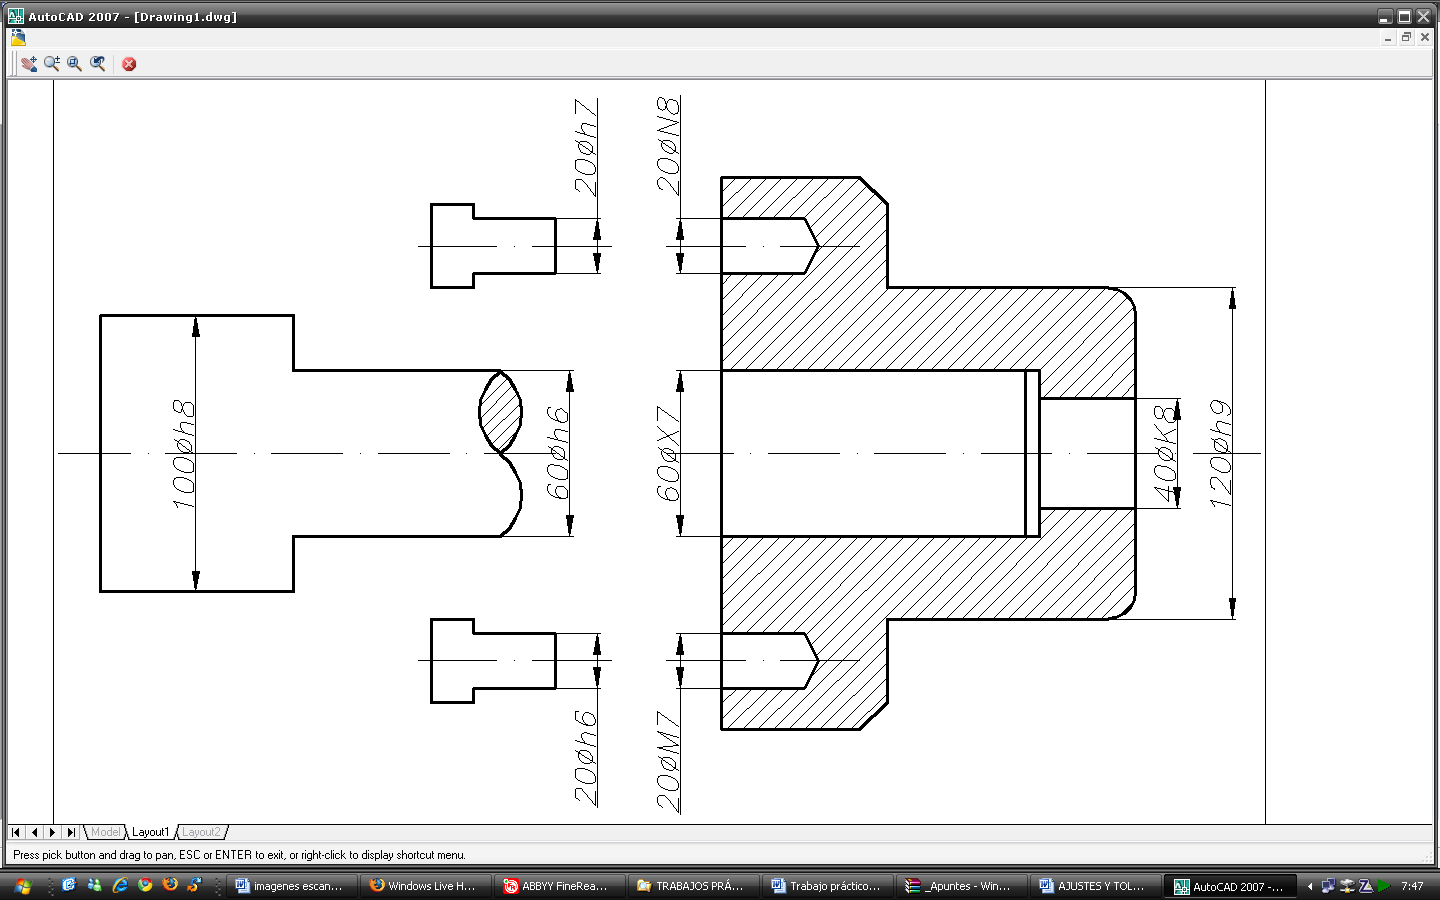 AutoCAD 2007 - [Drawing1.dwg]
20øh7
20øN8
100øh8
60øh6
60øX7
40øK8
120øh9
20øh6
20øM7
Model
Layout1
Layout2
Press pick button and drag to pan, ESC or ENTER to exit, or right-click to display shortcut menu.
imagenes escan...
Windows Live H...
ABBYY FineRea...
TRABAJOS PRÁ...
Trabajo práctico...
_Apuntes - Win...
AJUSTES Y TOL...
AutoCAD 2007 -...
7:47